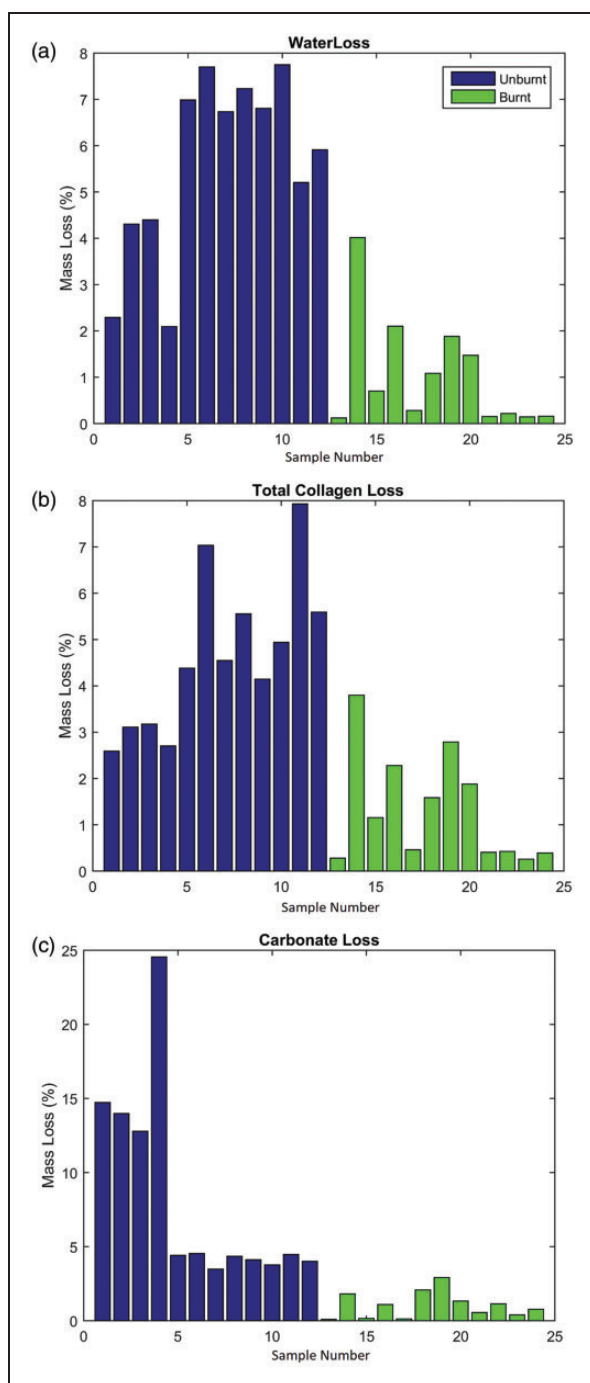 (a)
WaterLoss
Mass Loss (%)
8
7
6
5
4
3
2
1
0
Unburnt
Burnt
0 5 10 15 20 25
Sample Number
(b)
Total Collagen Loss
Mass Loss (%)
8
7
6
5
4
3
2
1
0
0 5 10 15 20 25
Sample Number
(c)
Carbonate Loss
Mass Loss (%)
25
20
15
10
5
0
0 5 10 15 20 25
Sample Number